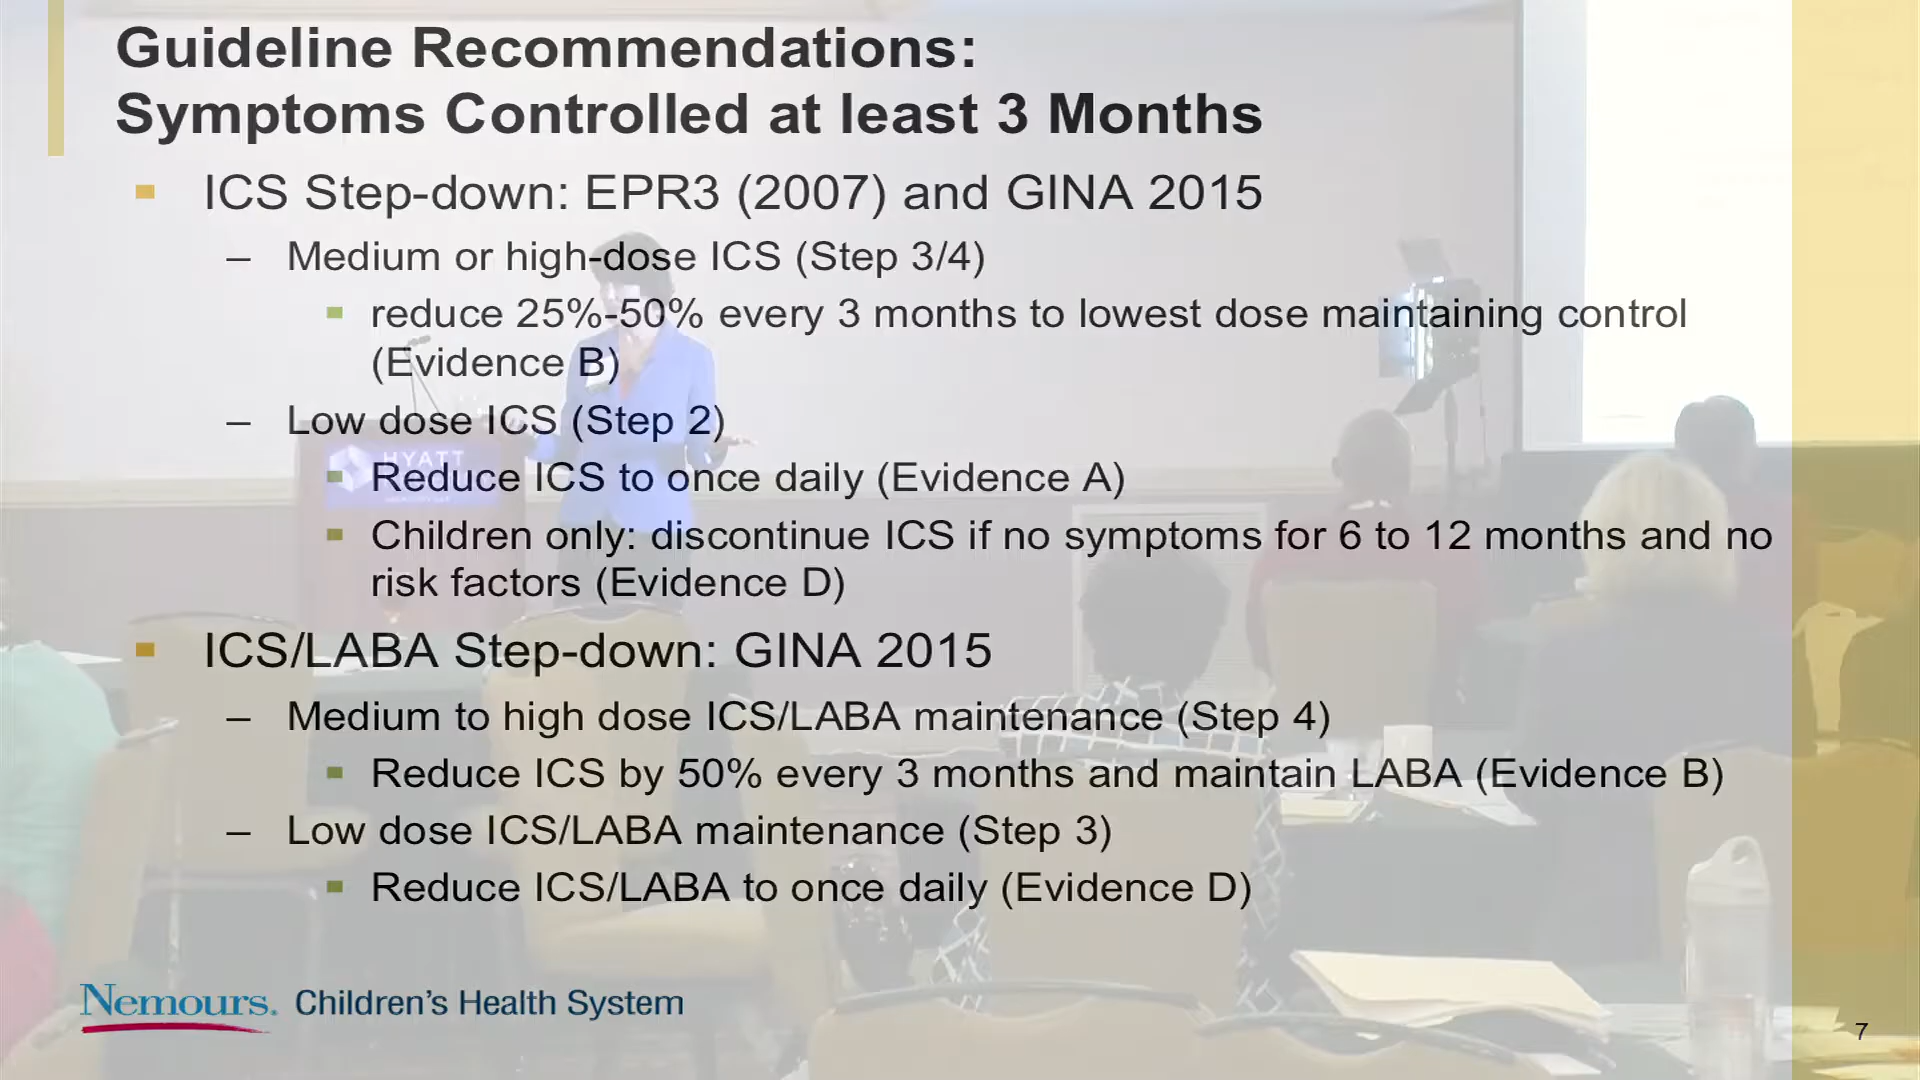 Guideline Recommendations:
Symptoms Controlled at least 3 Months
ICS Step-down: EPR3 (2007) and GINA 2015
– Medium or high-dose ICS (Step 3/4)
reduce 25%-50% every 3 months to lowest dose maintaining control
(Evidence B)
– Low dose ICS (Step 2)
HYATT
Reduce ICS to once daily (Evidence A)
Children only: discontinue ICS if no symptoms for 6 to 12 months and no
risk factors (Evidence D)
ICS/LABA Step-down: GINA 2015
– Medium to high dose ICS/LABA maintenance (Step 4)
Reduce ICS by 50% every 3 months and maintain LABA (Evidence B)
– Low dose ICS/LABA maintenance (Step 3)
Reduce ICS/LABA to once daily (Evidence D)
Nemours. Children's Health System
7